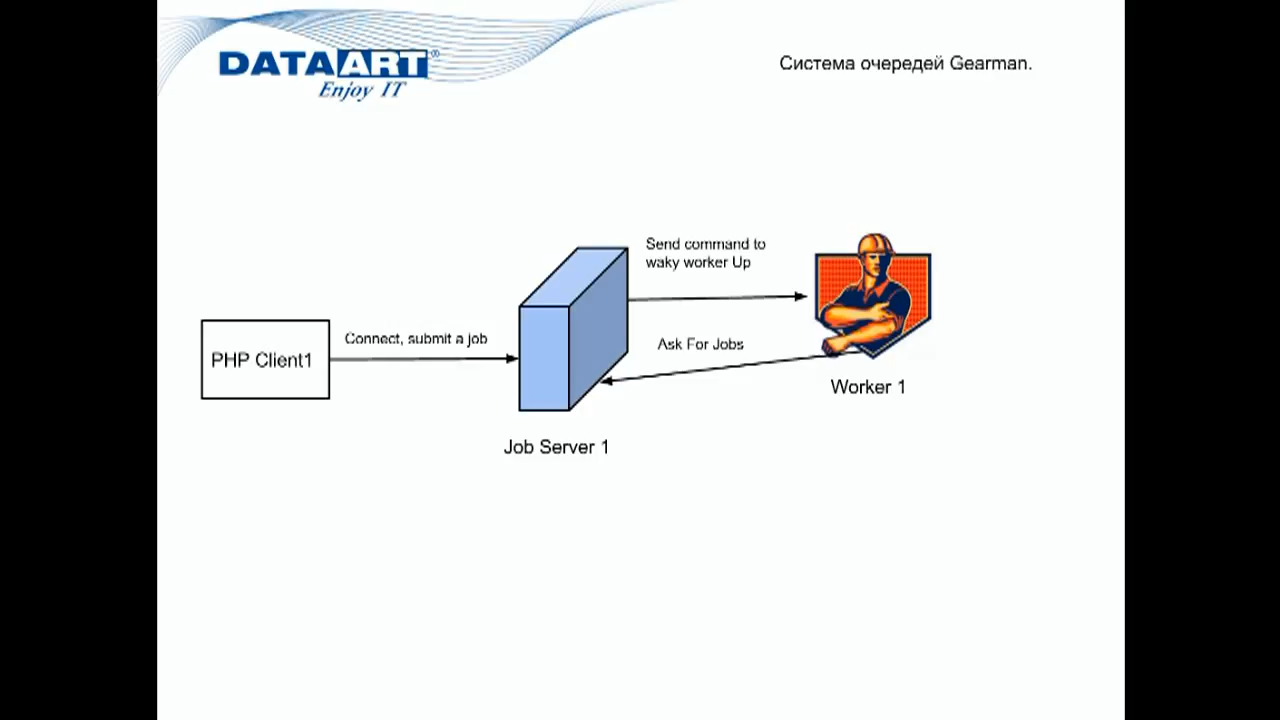 DATAART®
Enjoy IT
Система очередей Gearman.
Send command to
waky worker Up
Connect, submit a job
Ask For Jobs
PHP Client1
Worker 1
Job Server 1